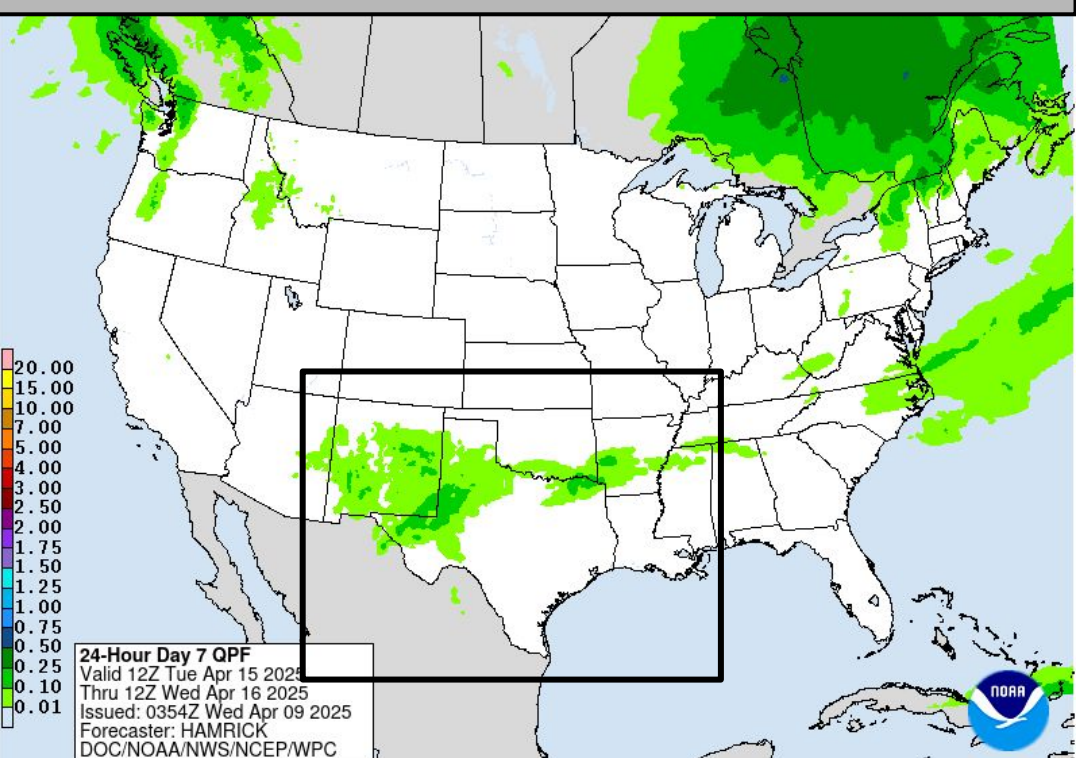 20.00
15.00
10.00
7.00
5.00
4.00
3.00
2.50
2.00
1.75
1.50
1.25
1.00
0.75
0.50
0.25
0.10
0.01
24-Hour Day 7 QPF
Valid 12Z Tue Apr 15 2025
Thru 12Z Wed Apr 16 2025
Issued: 0354Z Wed Apr 09 2025
Forecaster: HAMRICK
DOC/NOAA/NWS/NCEP/WPC
NOAA